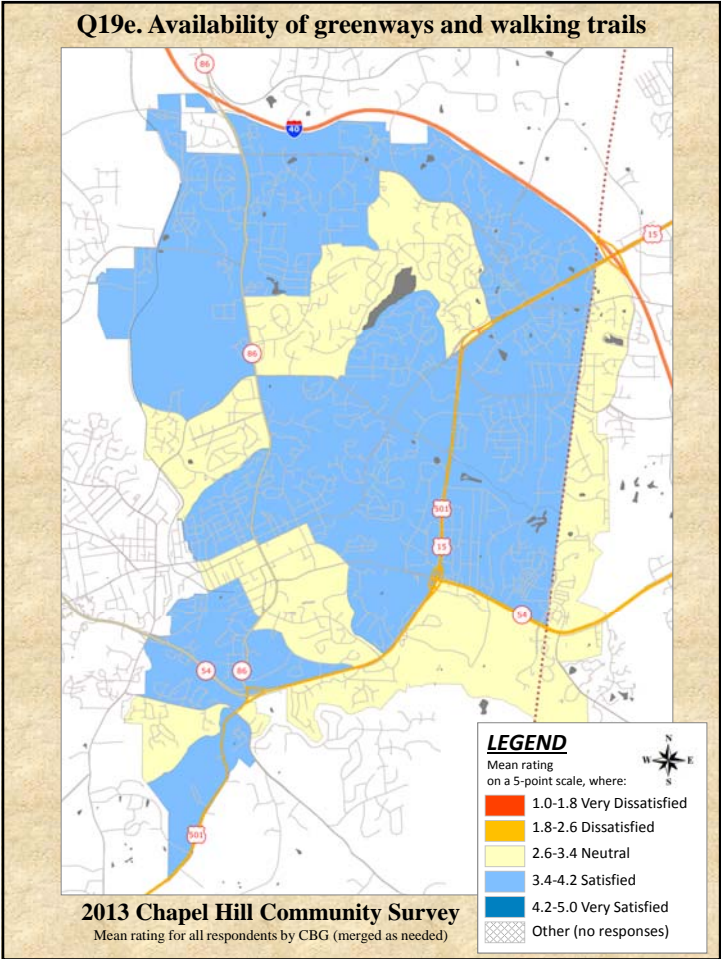 Q19e. Availability of greenways and walking trails
86
40
15
86
501
15
54
54
86
501
LEGEND
N
W E
S
Mean rating
on a 5-point scale, where:
1.0-1.8 Very Dissatisfied
1.8-2.6 Dissatisfied
2.6-3.4 Neutral
3.4-4.2 Satisfied
4.2-5.0 Very Satisfied
Other (no responses)
2013 Chapel Hill Community Survey
Mean rating for all respondents by CBG (merged as needed)